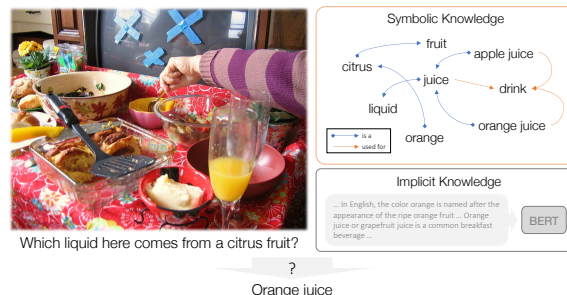 Symbolic Knowledge
fruit
apple juice
citrus
juice
drink
liquid
orange
orange juice
is a
used for
Implicit Knowledge
... In English, the color orange is named after the
appearance of the ripe orange fruit ... Orange
juice or grapefruit juice is a common breakfast
beverage ...
BERT
Which liquid here comes from a citrus fruit?
?
Orange juice